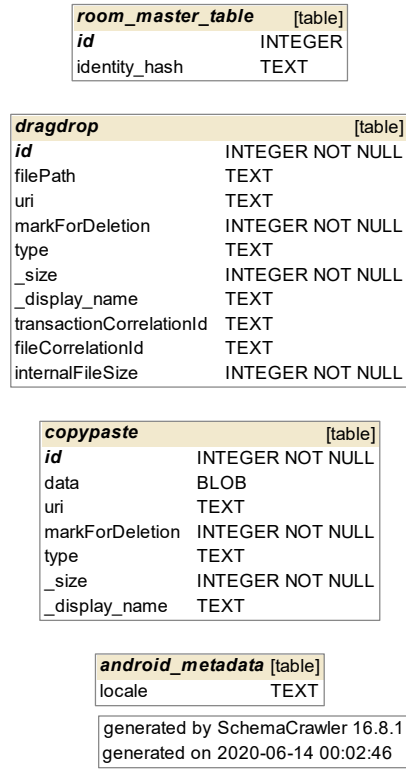 room_master_table [table]
id INTEGER
identity_hash TEXT
dragdrop [table]
id INTEGER NOT NULL
filePath TEXT
uri TEXT
markForDeletion INTEGER NOT NULL
type TEXT
_size INTEGER NOT NULL
_display_name TEXT
transactionCorrelationId TEXT
fileCorrelationId TEXT
internalFileSize INTEGER NOT NULL
copypaste [table]
id INTEGER NOT NULL
data BLOB
uri TEXT
markForDeletion INTEGER NOT NULL
type TEXT
_size INTEGER NOT NULL
_display_name TEXT
android_metadata [table]
locale TEXT
generated by SchemaCrawler 16.8.1
generated on 2020-06-14 00:02:46